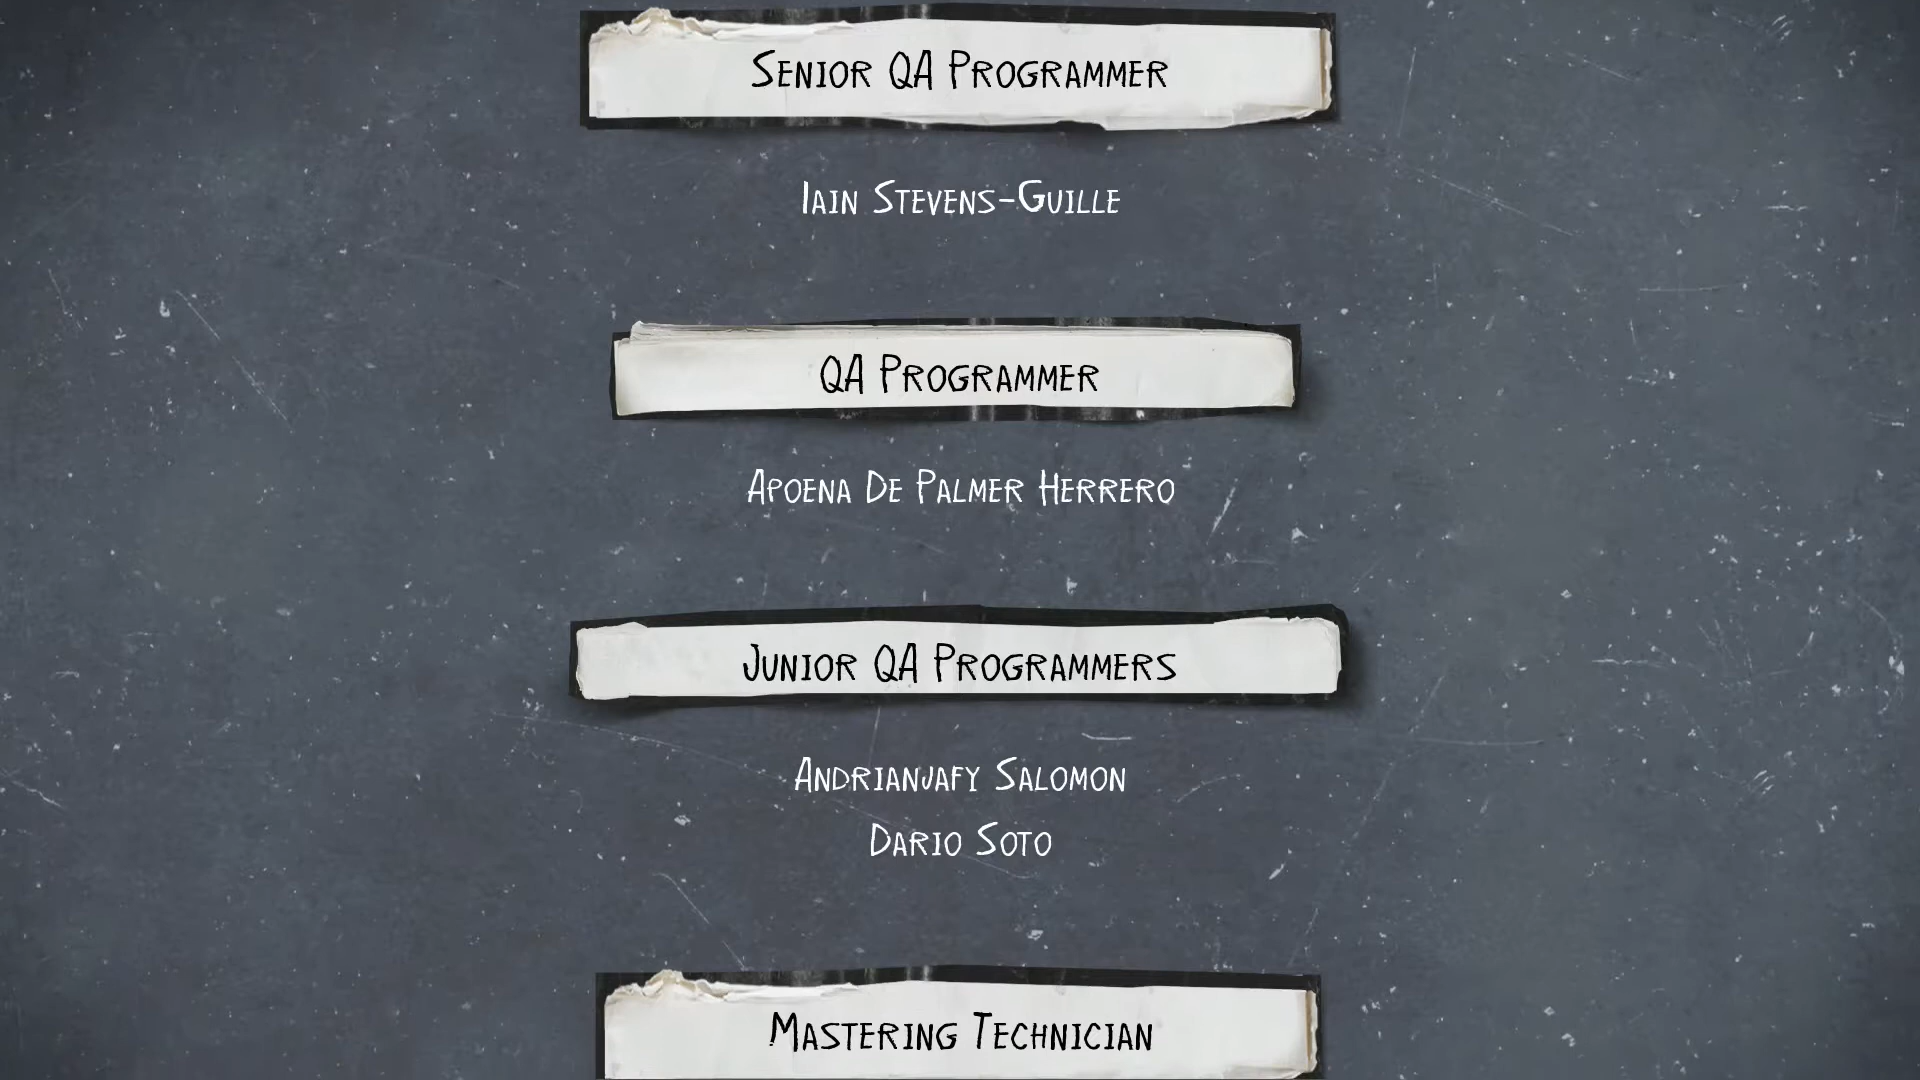 Senior QA Programmer
Iain Stevens-Guille
QA Programmer
Apoena De Palmer Herrero
Junior QA Programmers
Andrianjafy Salomon
Dario Soto
Mastering Technician